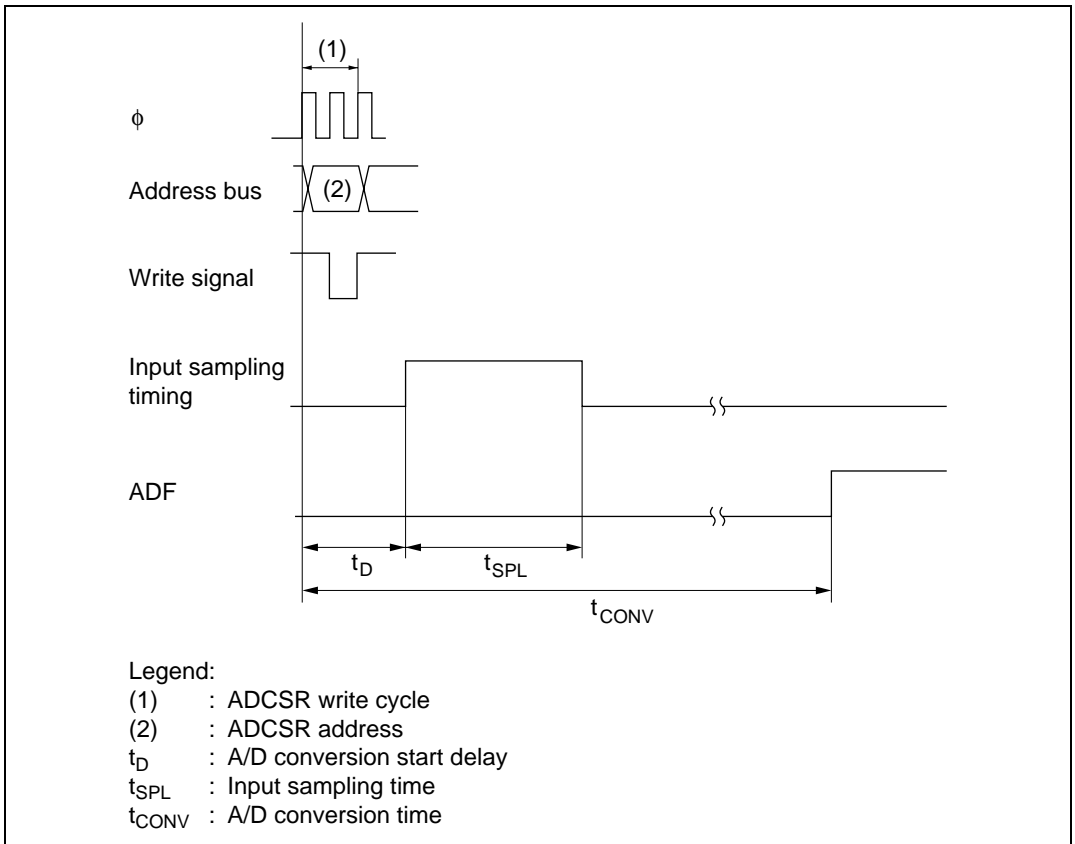 (1)
ϕ
Address bus
(2)
Write signal
Input sampling
timing
ADF
tD
tSPL
tCONV
Legend:
(1) : ADCSR write cycle
(2) : ADCSR address
tD : A/D conversion start delay
tSPL : Input sampling time
tCONV : A/D conversion time